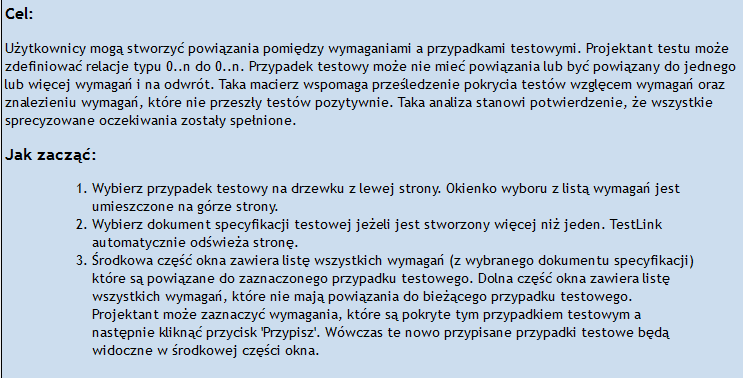 Cel:
Użytkownicy mogą stworzyć powiązania pomiędzy wymaganiami a przypadkami testowymi. Projektant testu może
zdefiniować relacje typu 0..n do 0..n. Przypadek testowy może nie mieć powiązania lub być powiązany do jednego
lub więcej wymagań i na odwrót. Taka macierz wspomaga prześledzenie pokrycia testów względem wymagań oraz
znalezieniu wymagań, które nie przeszły testów pozytywnie. Taka analiza stanowi potwierdzenie, że wszystkie
sprecyzowane oczekiwania zostały spełnione.
Jak zacząć:
1. Wybierz przypadek testowy na drzewku z lewej strony. Okienko wyboru z listą wymagań jest
umieszczone na górze strony.
2. Wybierz dokument specyfikacji testowej jeżeli jest stworzony więcej niż jeden. TestLink
automatycznie odświeża stronę.
3. Środkowa część okna zawiera listę wszystkich wymagań (z wybranego dokumentu specyfikacji)
które są powiązane do zaznaczonego przypadku testowego. Dolna część okna zawiera listę
wszystkich wymagań, które nie mają powiązania do bieżącego przypadku testowego.
Projektant może zaznaczyć wymagania, które są pokryte tym przypadkiem testowym a
następnie kliknąć przycisk 'Przypisz'. Wówczas te nowo przypisane przypadki testowe będą
widoczne w środkowej części okna.